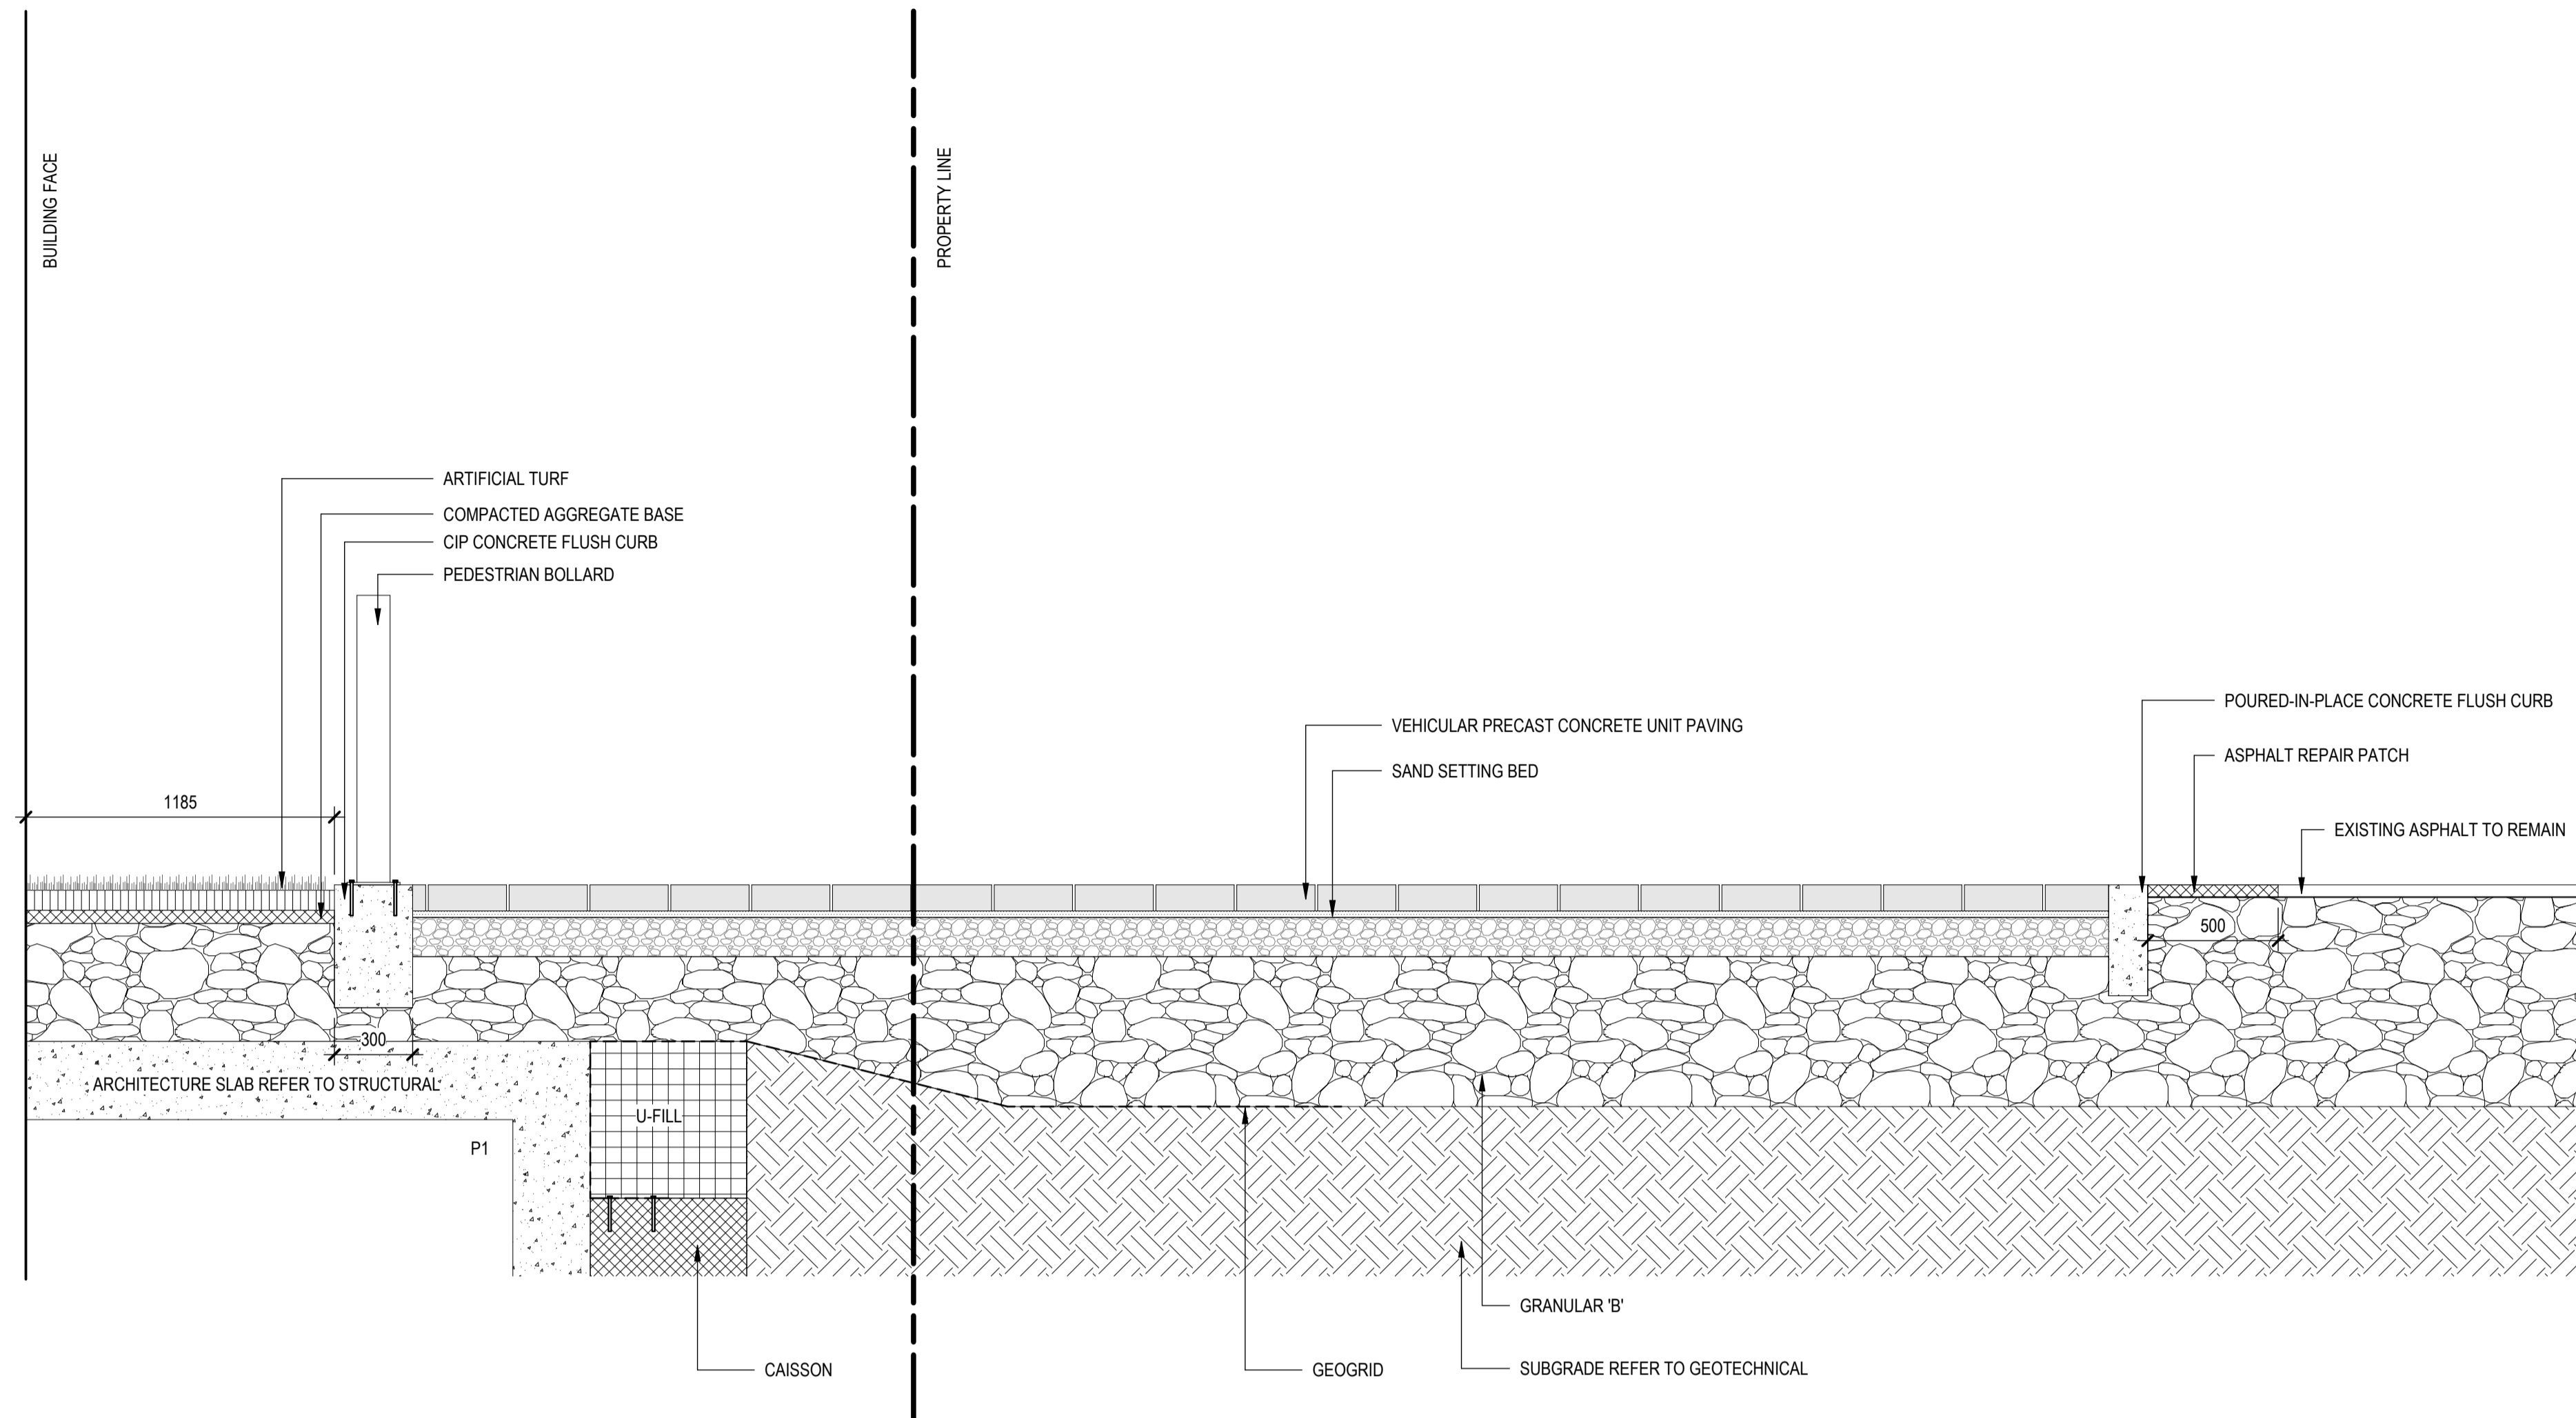 BUILDING FACE
PROPERTY LINE
ARTIFICIAL TURF
COMPACTED AGGREGATE BASE
CIP CONCRETE FLUSH CURB
PEDESTRIAN BOLLARD
POURED-IN-PLACE CONCRETE FLUSH CURB
VEHICULAR PRECAST CONCRETE UNIT PAVING
ASPHALT REPAIR PATCH
SAND SETTING BED
1185
EXISTING ASPHALT TO REMAIN
500
300
ARCHITECTURE SLAB REFER TO STRUCTURAL
U-FILL
P1
GRANULAR 'B'
CAISSON
GEOGRID
SUBGRADE REFER TO GEOTECHNICAL